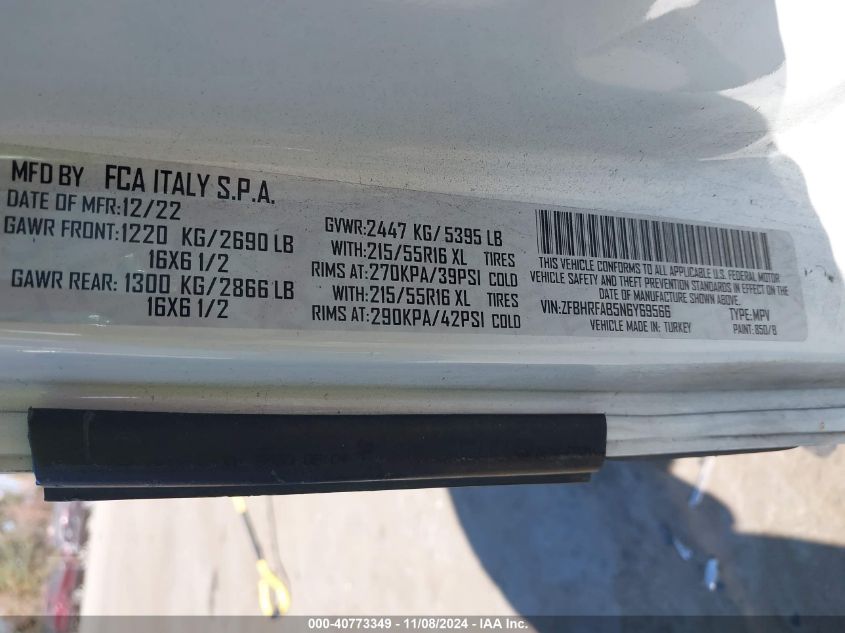 MFD BY FCA ITALY S.P.A.
DATE OF MFR:12/22
GAWR FRONT:1220 KG/2690 LB
16X6 1/2
GAWR REAR: 1300 KG/2866 LB
16X6 1/2
GVWR:2447 KG/5395 LB
WITH:215/55R16 XL TIRES
RIMS AT:270KPA/39PSI COLD
WITH:215/55R16 XL TIRES
RIMS AT:290KPA/42PSI COLD
THIS VEHICLE CONFORMS TO ALL APPLICABLE U.S. FEDERAL MOTOR
VEHICLE SAFETY AND THEFT PREVENTION STANDARDS IN EFFECT ON THE
DATE OF MANUFACTURE SHOWN ABOVE.
VIN:ZFBHRFAB5N6Y69566 TYPE:MPV
VEHICLE MADE IN: TURKEY PAINT: 850/B
000-40773349 - 11/08/2024 - IAA Inc.